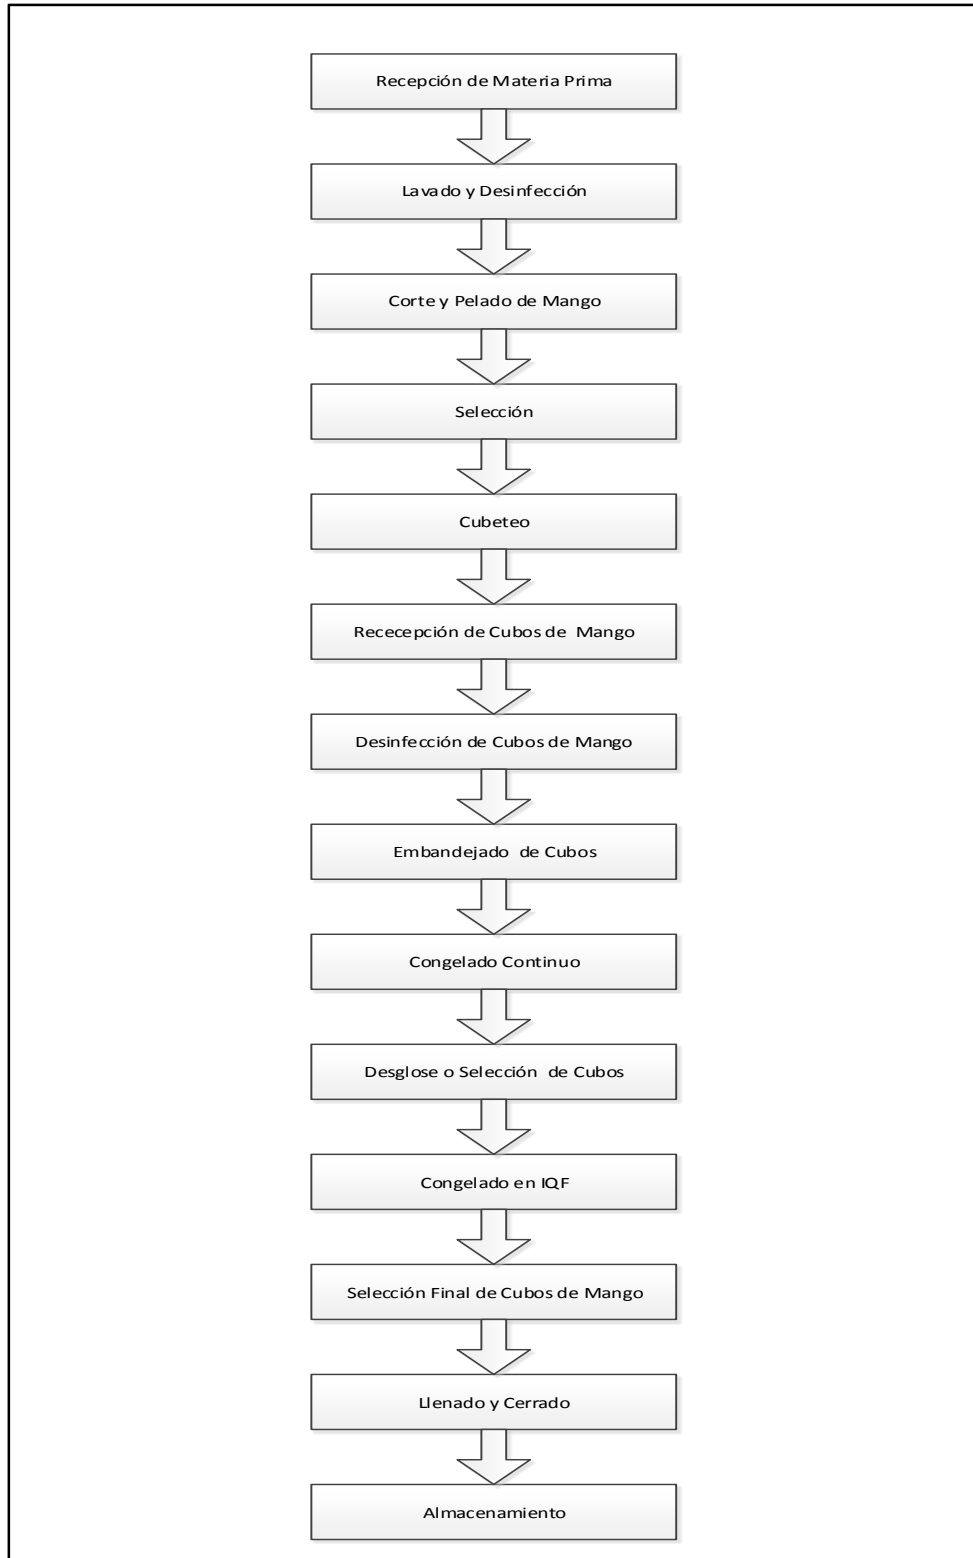 Recepción de Materia Prima
Lavado y Desinfección
Corte y Pelado de Mango
Selección
Cubeteo
Rececepción de Cubos de Mango
Desinfección de Cubos de Mango
Embandejado de Cubos
Congelado Continuo
Desglose o Selección de Cubos
Congelado en IQF
Selección Final de Cubos de Mango
Llenado y Cerrado
Almacenamiento